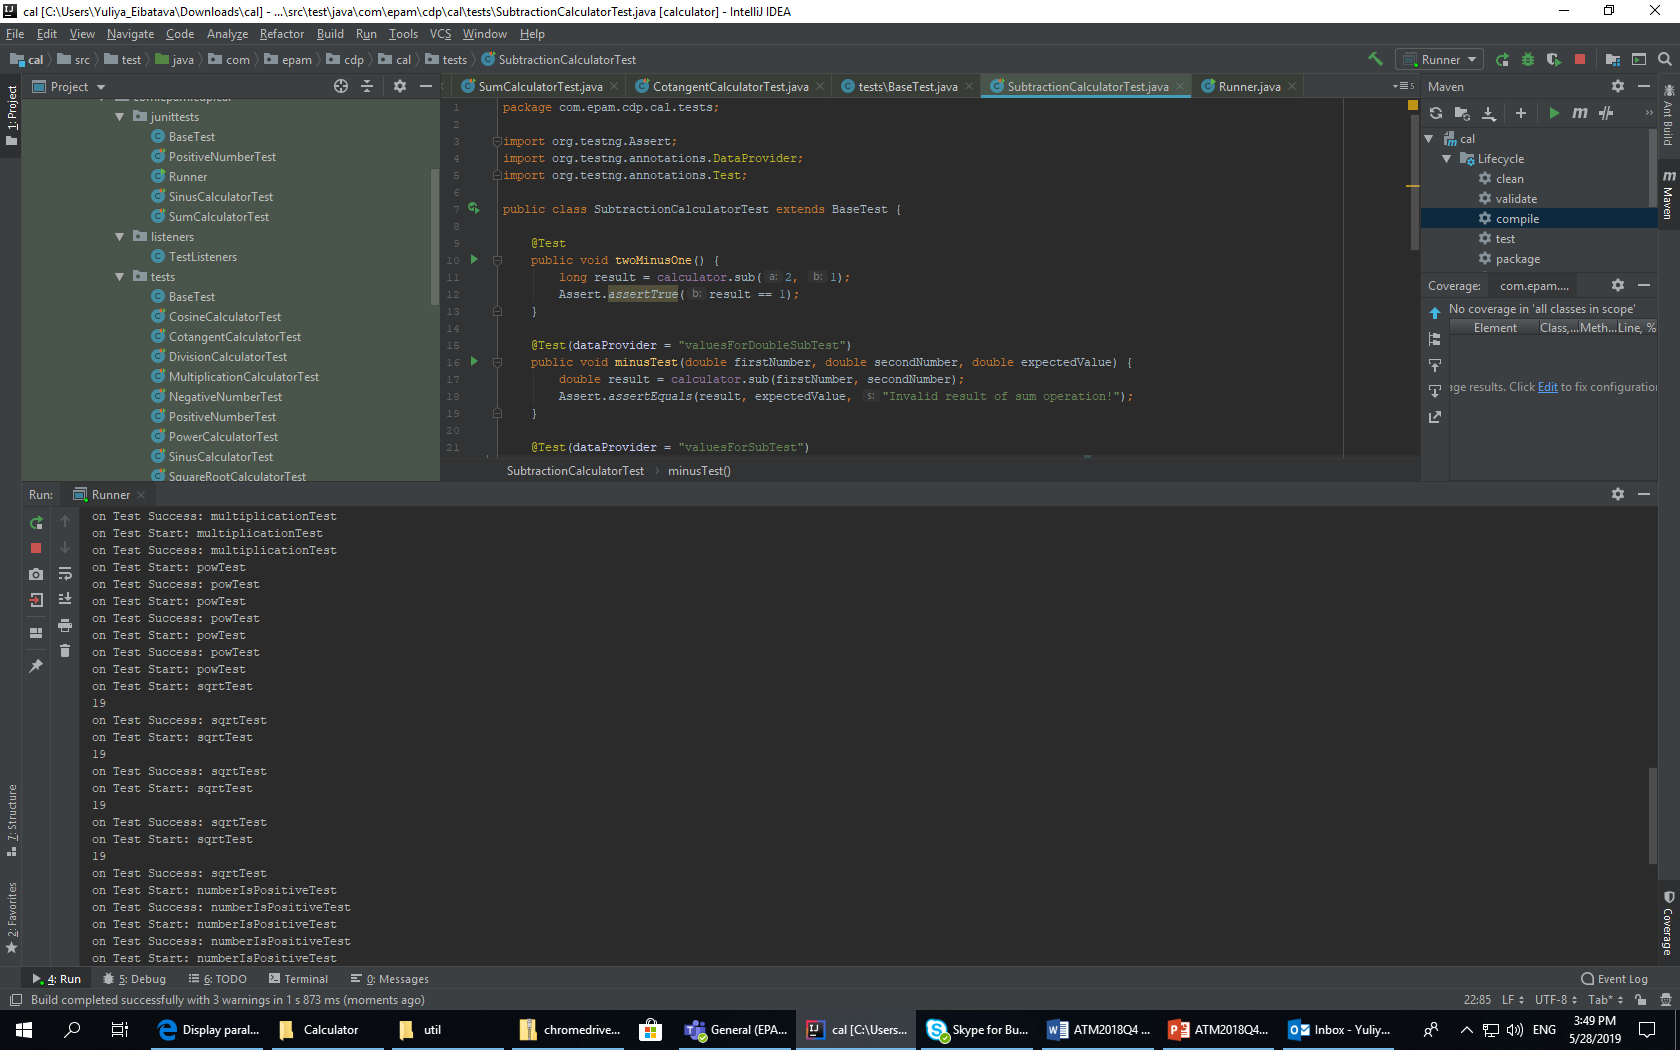 cal [C:\Users\Yuliya_Eibatava\Downloads\cal] - ...\src\test\java\com\epam\cdp\cal\tests\SubtractionCalculatorTest.java [calculator] - IntelliJ IDEA
File Edit View Navigate Code Analyze Refactor Build Run Tools VCS Window Help
cal src test java com epam cdp cal tests SubtractionCalculatorTest
Runner
Project
SumCalculatorTest.java CotangentCalculatorTest.java tests\BaseTest.java SubtractionCalculatorTest.java Runner.java
1: Project
junittests
BaseTest
PositiveNumberTest
Runner
SinusCalculatorTest
SumCalculatorTest
listeners
TestListeners
tests
BaseTest
CosineCalculatorTest
CotangentCalculatorTest
DivisionCalculatorTest
MultiplicationCalculatorTest
NegativeNumberTest
PositiveNumberTest
PowerCalculatorTest
SinusCalculatorTest
SquareRootCalculatorTest
1 package com.epam.cdp.cal.tests;
2
3 import org.testng.Assert;
4 import org.testng.annotations.DataProvider;
5 import org.testng.annotations.Test;
6
7 public class SubtractionCalculatorTest extends BaseTest {
8
9 @Test
10 public void twoMinusOne() {
11 long result = calculator.sub( a: 2, b: 1);
12 Assert.assertTrue( b: result == 1);
13 }
14
15 @Test(dataProvider = "valuesForDoubleSubTest")
16 public void minusTest(double firstNumber, double secondNumber, double expectedValue) {
17 double result = calculator.sub(firstNumber, secondNumber);
18 Assert.assertEquals(result, expectedValue, s: "Invalid result of sum operation!");
19 }
20
21 @Test(dataProvider = "valuesForSubTest")
SubtractionCalculatorTest minusTest()
Maven
cal
Lifecycle
clean
validate
compile
test
package
Coverage: com.epam....
No coverage in 'all classes in scope'
Element Class,... Meth... Line, %
age results. Click Edit to fix configuration
Ant Build
Maven
Run: Runner
on Test Success: multiplicationTest
on Test Start: multiplicationTest
on Test Success: multiplicationTest
on Test Start: powTest
on Test Success: powTest
on Test Start: powTest
on Test Success: powTest
on Test Start: powTest
on Test Success: powTest
on Test Start: powTest
on Test Start: sqrtTest
19
on Test Success: sqrtTest
on Test Start: sqrtTest
19
on Test Success: sqrtTest
on Test Start: sqrtTest
19
on Test Success: sqrtTest
on Test Start: sqrtTest
19
on Test Success: sqrtTest
on Test Start: numberIsPositiveTest
on Test Success: numberIsPositiveTest
on Test Start: numberIsPositiveTest
on Test Success: numberIsPositiveTest
on Test Start: numberIsPositiveTest
7: Structure
2: Favorites
Coverage
4: Run 5: Debug 6: TODO Terminal 0: Messages Event Log
Build completed successfully with 3 warnings in 1 s 873 ms (moments ago) 22:85 LF UTF-8 Tab*
Display paral... Calculator util chromedrive... General (EPA... cal [C:\Users... Skype for Bu... ATM2018Q4 ... ATM2018Q4... Inbox - Yuliy... ENG 3:49 PM
5/28/2019